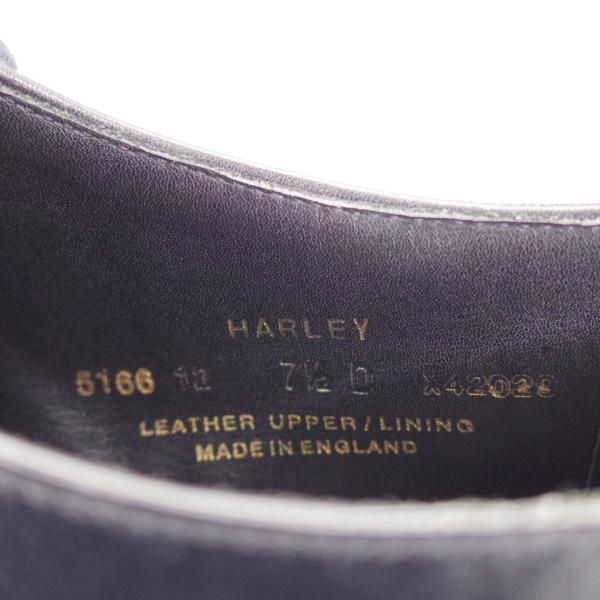 HARLEY
5166 12 7½ D X42023
LEATHER UPPER/LINING
MADE IN ENGLAND